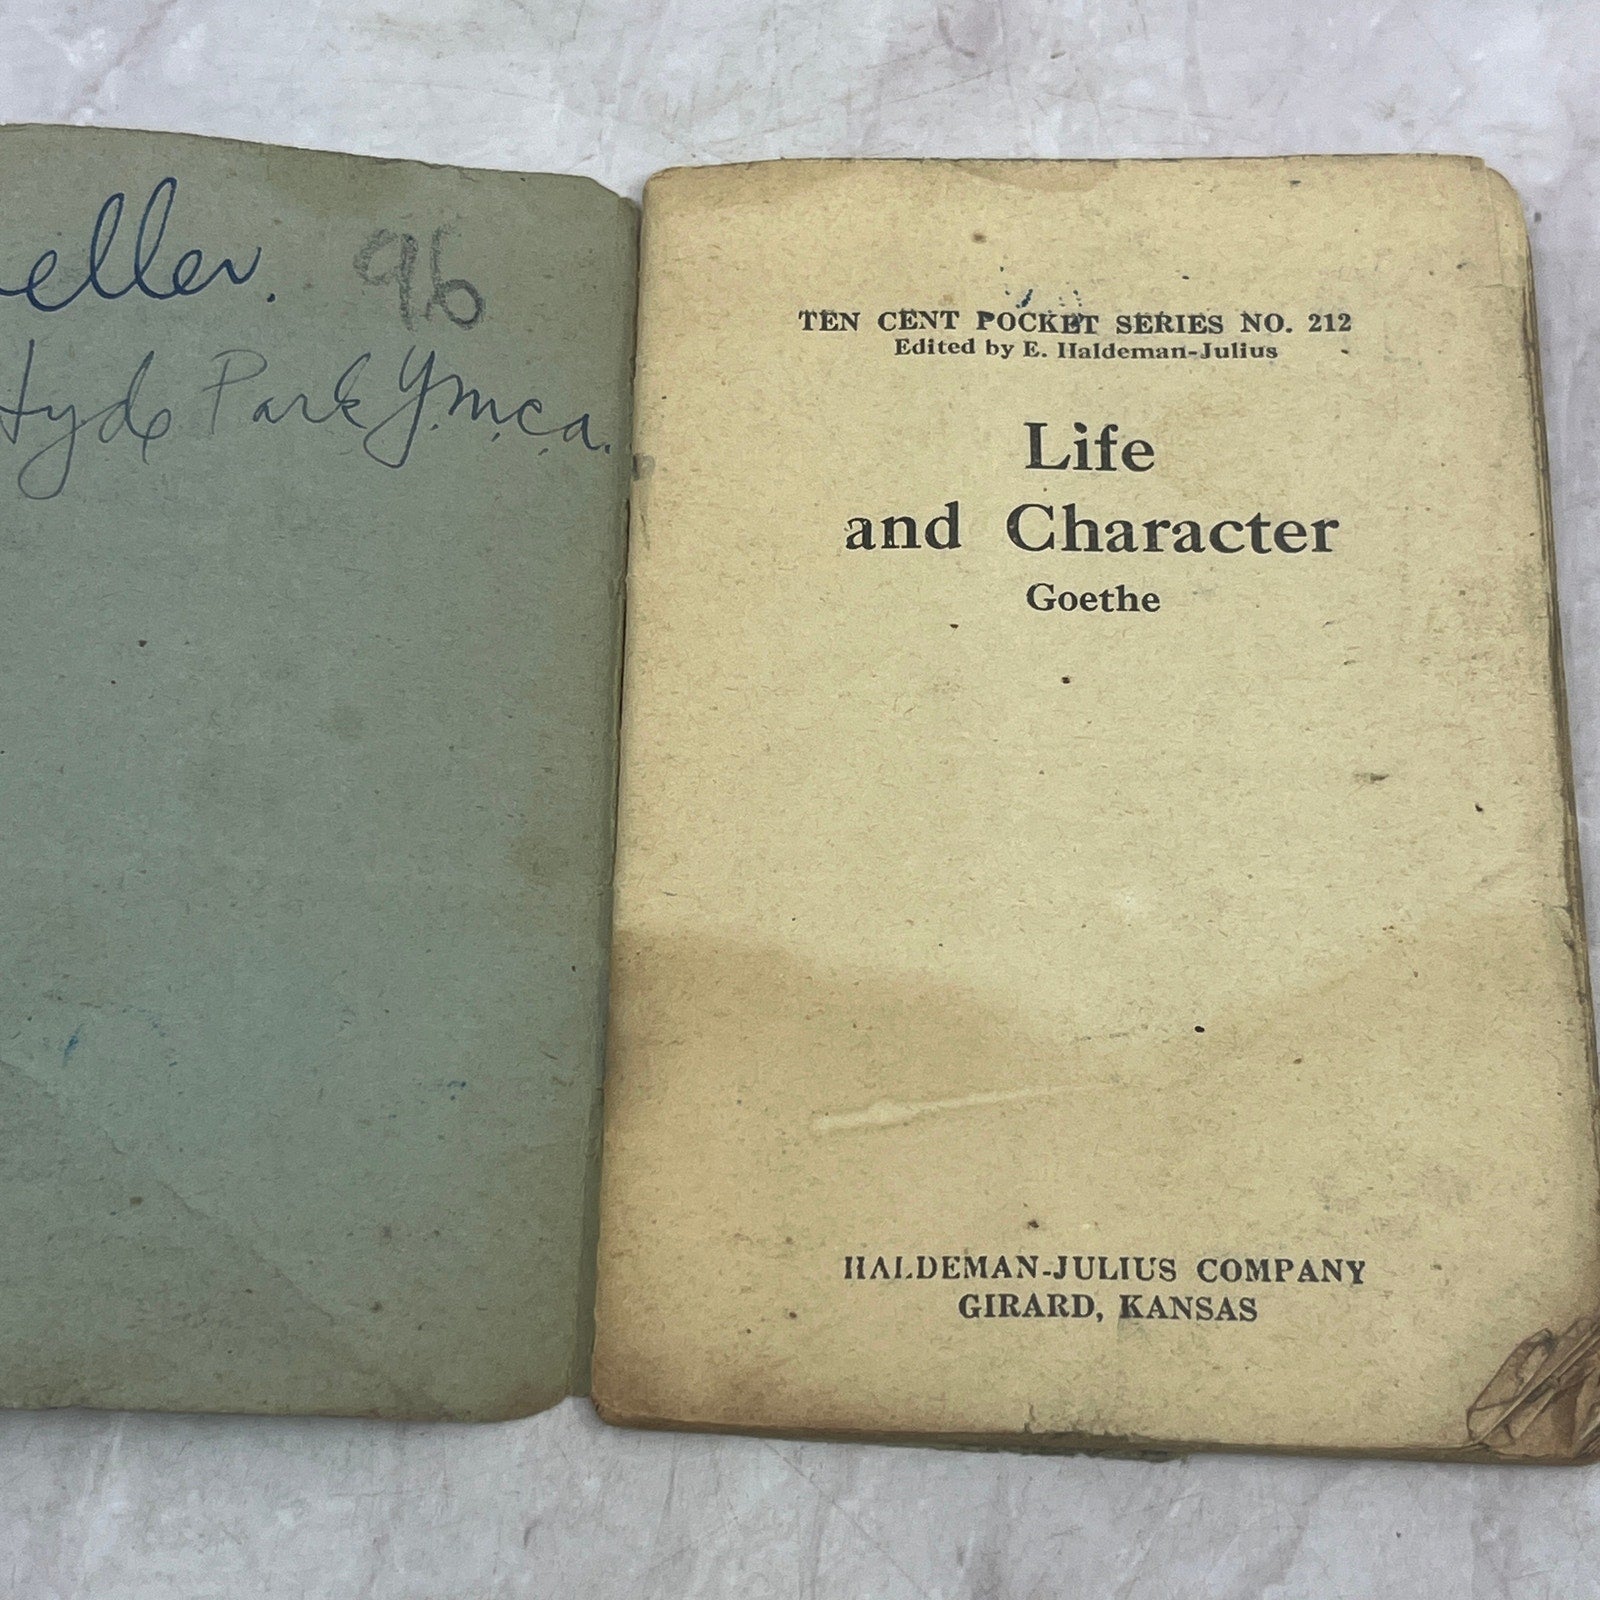 eller. 96
Hyde Park Y.m.c.a.
TEN CENT POCKET SERIES NO. 212
Edited by E. Haldeman-Julius
Life
and Character
Goethe
HALDEMAN-JULIUS COMPANY
GIRARD, KANSAS